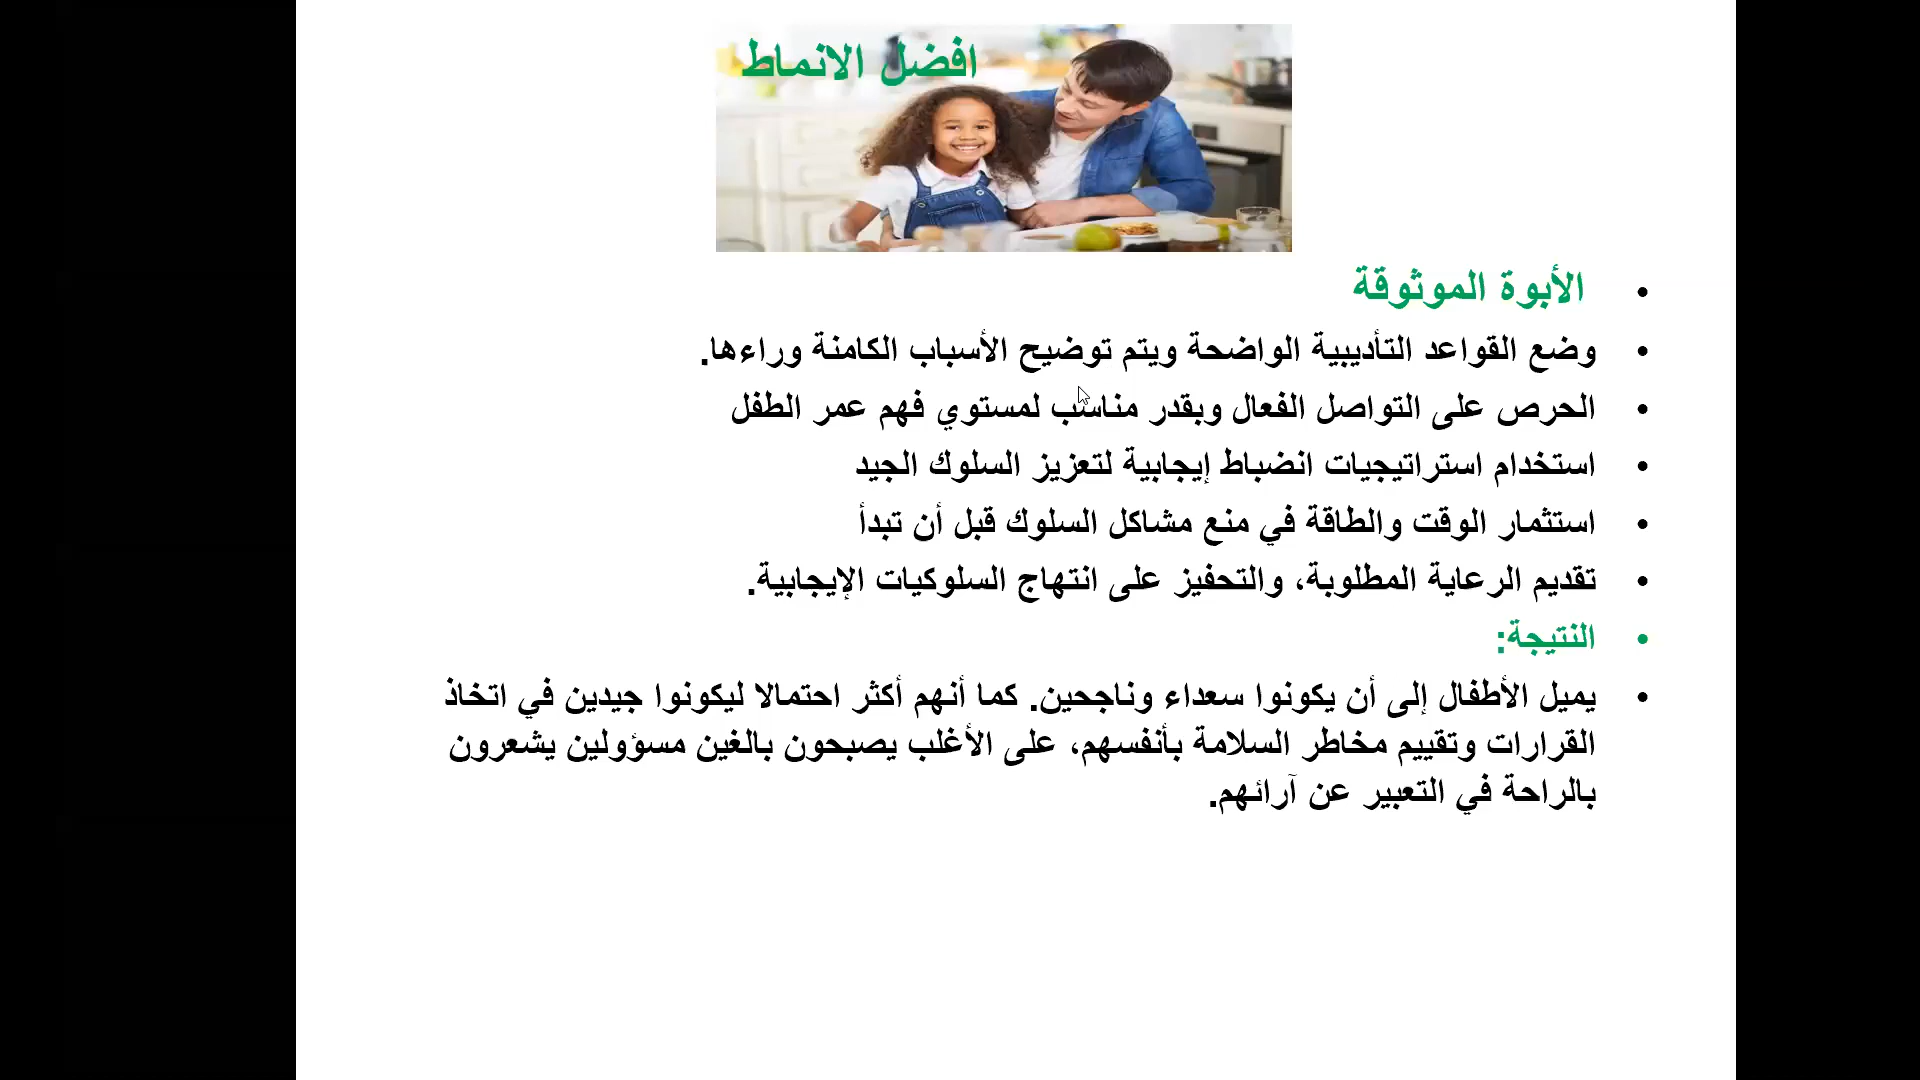 افضل الانماط
• الأبوة الموثوقة
• وضع القواعد التأديبية الواضحة ويتم توضيح الأسباب الكامنة وراءها.
• الحرص على التواصل الفعال وبقدر مناسب لمستوي فهم عمر الطفل
• استخدام استراتيجيات انضباط إيجابية لتعزيز السلوك الجيد
• استثمار الوقت والطاقة في منع مشاكل السلوك قبل أن تبدأ
• تقديم الرعاية المطلوبة، والتحفيز على انتهاج السلوكيات الإيجابية.
• النتيجة:
• يميل الأطفال إلى أن يكونوا سعداء وناجحين. كما أنهم أكثر احتمالا ليكونوا جيدين في اتخاذ
القرارات وتقييم مخاطر السلامة بأنفسهم، على الأغلب يصبحون بالغين مسؤولين يشعرون
بالراحة في التعبير عن آرائهم.